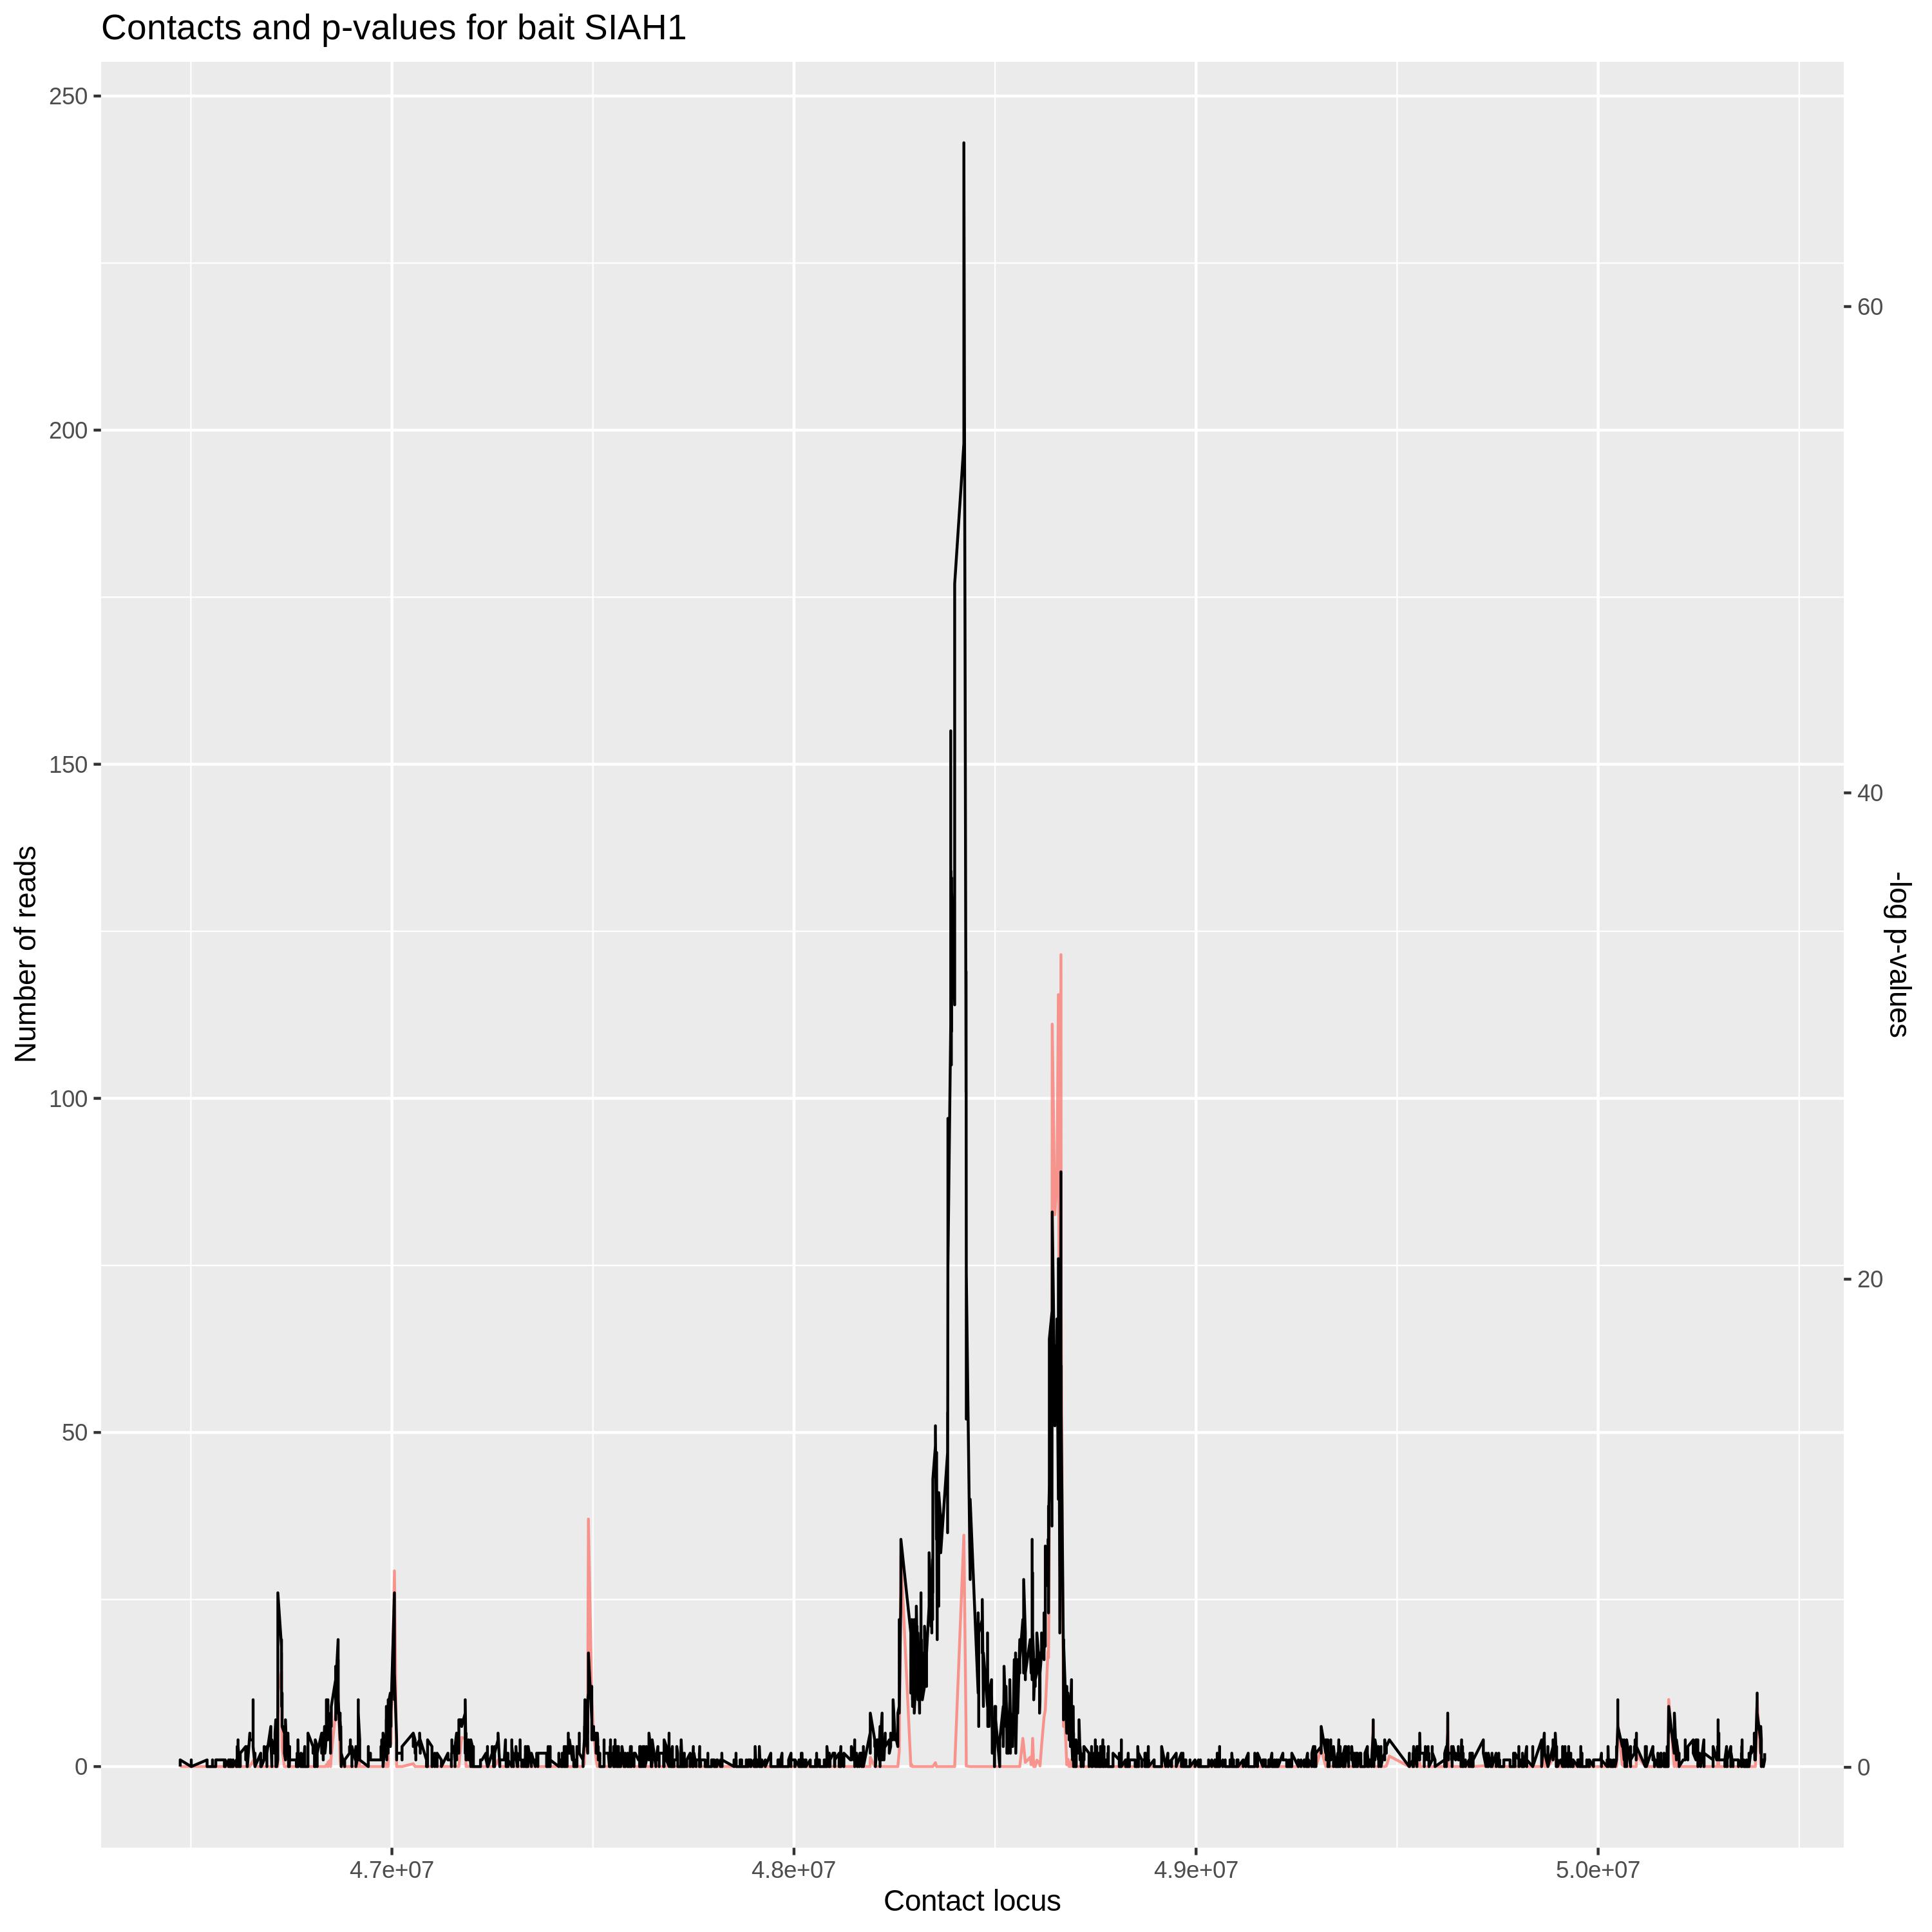 Contacts and p-values for bait SIAH1
250
200
150
100
50
0
Number of reads
60
40
20
0
-log p-values
4.7e+07
4.8e+07
4.9e+07
5.0e+07
Contact locus